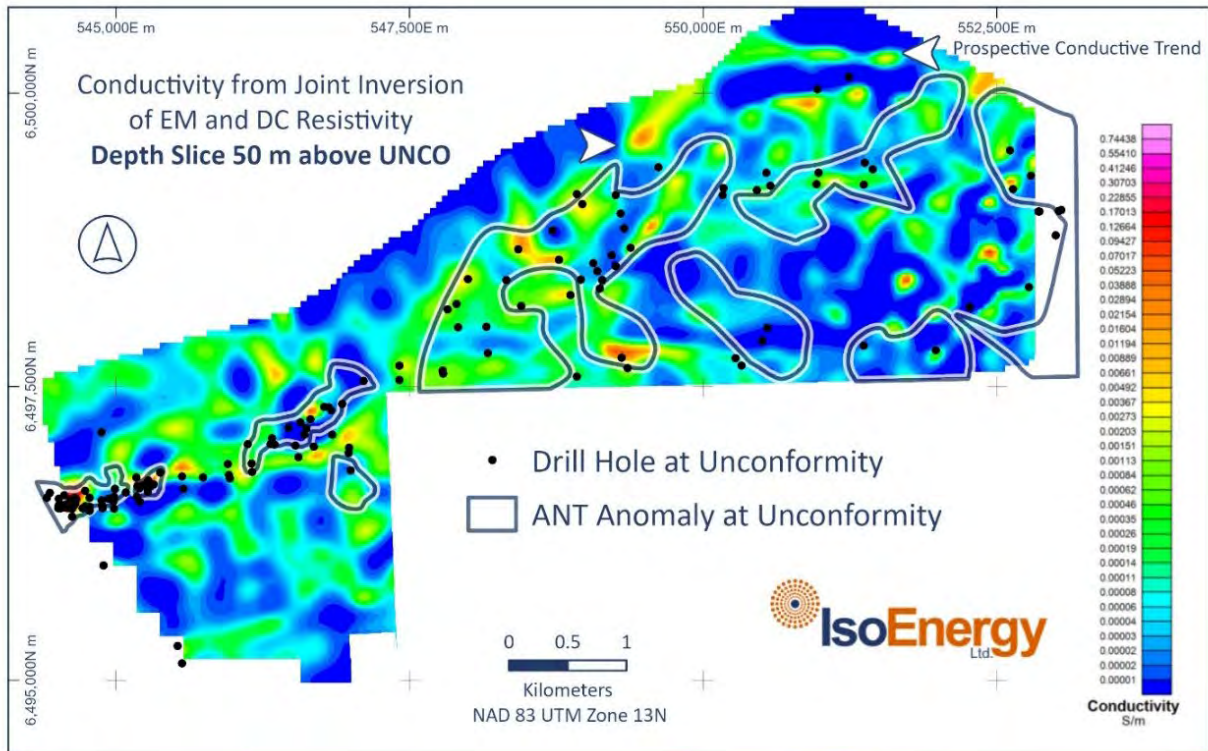 545,000E m
547,500E m
550,000E m
552,500E m
Prospective Conductive Trend
Conductivity from Joint Inversion
of EM and DC Resistivity
Depth Slice 50 m above UNCO
6,500,000N m
6,497,500N m
6,495,000N m
Drill Hole at Unconformity
ANT Anomaly at Unconformity
0 0.5 1
Kilometers
NAD 83 UTM Zone 13N
IsoEnergy
Ltd.
0.74438
0.55410
0.41246
0.30703
0.22855
0.17013
0.12664
0.09427
0.07017
0.05223
0.03888
0.02894
0.02154
0.01604
0.01194
0.00889
0.00661
0.00492
0.00367
0.00273
0.00203
0.00151
0.00113
0.00084
0.00062
0.00046
0.00035
0.00026
0.00019
0.00014
0.00011
0.00008
0.00006
0.00004
0.00003
0.00002
0.00002
0.00001
Conductivity
S/m